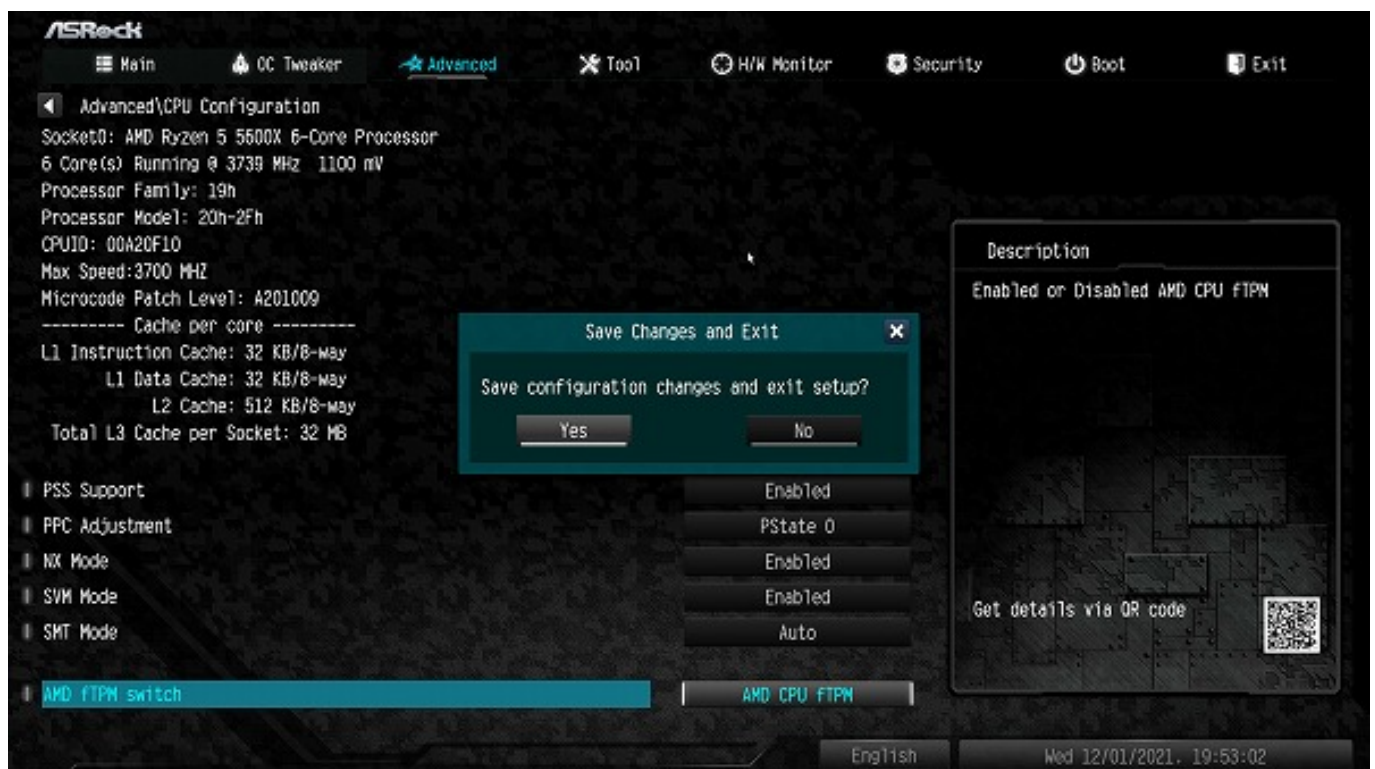 ASRock
Main OC Tweaker Advanced Tool H/W Monitor Security Boot Exit
Advanced\CPU Configuration
Socket0: AMD Ryzen 5 5600X 6-Core Processor
6 Core(s) Running @ 3739 MHz 1100 mV
Processor Family: 19h
Processor Model: 20h-2Fh
CPUID: 00A20F10
Max Speed:3700 MHZ
Microcode Patch Level: A201009
--------- Cache per core ---------
L1 Instruction Cache: 32 KB/8-way
L1 Data Cache: 32 KB/8-way
L2 Cache: 512 KB/8-way
Total L3 Cache per Socket: 32 MB
PSS Support Enabled
PPC Adjustment PState 0
NX Mode Enabled
SVM Mode Enabled
SMT Mode Auto
AMD fTPM switch AMD CPU fTPM
Save Changes and Exit
Save configuration changes and exit setup?
Yes No
Description
Enabled or Disabled AMD CPU fTPM
Get details via QR code
English Wed 12/01/2021. 19:53:02